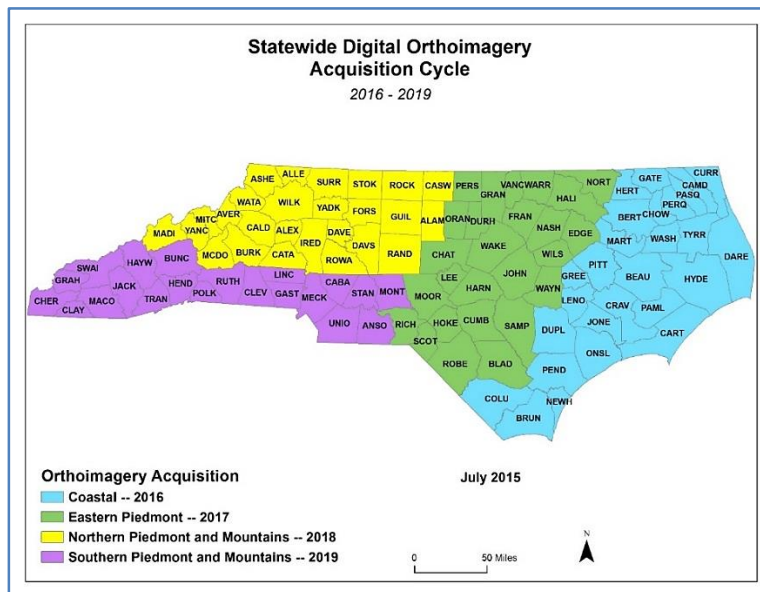 Statewide Digital Orthoimagery
Acquisition Cycle
2016 - 2019
ASHE ALLE SURR STOK ROCK CASW PERS GRAN VANC WARR NORT HALI HERT GATE CAMD CURR PASQ PERQ
WATA WILK YADK FORS GUIL ALAM ORAN DURH FRAN NASH EDGE BERT CHOW
MITC AVER CALD ALEX IRED DAVE DAVS RAND CHAT WAKE WILS MART WASH TYRR DARE
MADI YANC MCDO BURK CATA ROWA LEE JOHN WAYN GREE PITT BEAU HYDE
SWAI HAYW BUNC RUTH LINC CABA STAN MONT MOOR HARN LENO CRAV PAML
GRAH JACK HEND POLK CLEV GAST MECK
CHER CLAY MACO TRAN UNIO ANSO RICH HOKE CUMB SAMP DUPL JONE CART
SCOT ROBE BLAD PEND ONSL
COLU NEWH
BRUN
Orthoimagery Acquisition
July 2015
Coastal -- 2016
Eastern Piedmont -- 2017
Northern Piedmont and Mountains -- 2018
Southern Piedmont and Mountains -- 2019
0 50 Miles
N